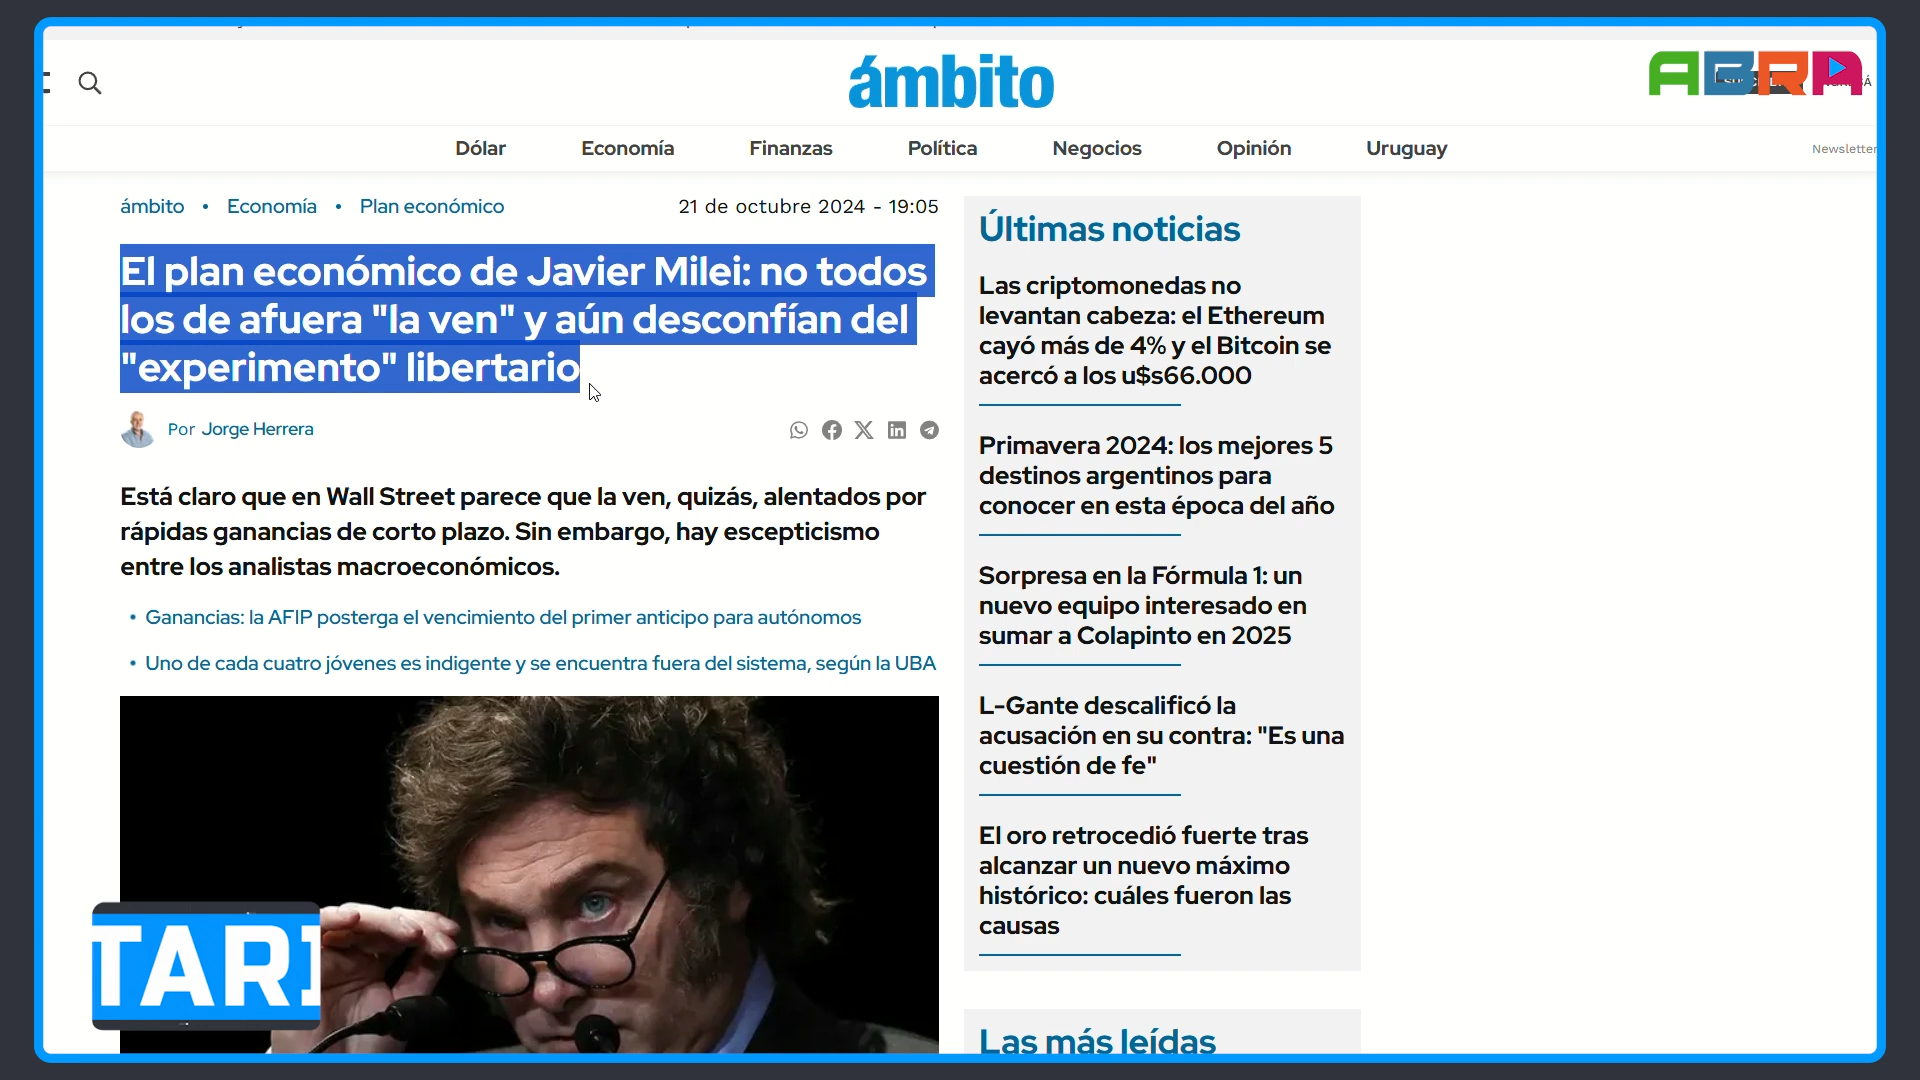 ámbito
ABRA
Dólar
Economía
Finanzas
Política
Negocios
Opinión
Uruguay
Newsletter
ámbito • Economía • Plan económico
21 de octubre 2024 - 19:05
El plan económico de Javier Milei: no todos
los de afuera "la ven" y aún desconfían del
"experimento" libertario
Por Jorge Herrera
Está claro que en Wall Street parece que la ven, quizás, alentados por
rápidas ganancias de corto plazo. Sin embargo, hay escepticismo
entre los analistas macroeconómicos.
• Ganancias: la AFIP posterga el vencimiento del primer anticipo para autónomos
• Uno de cada cuatro jóvenes es indigente y se encuentra fuera del sistema, según la UBA
TARI
Últimas noticias
Las criptomonedas no
levantan cabeza: el Ethereum
cayó más de 4% y el Bitcoin se
acercó a los u$s66.000
Primavera 2024: los mejores 5
destinos argentinos para
conocer en esta época del año
Sorpresa en la Fórmula 1: un
nuevo equipo interesado en
sumar a Colapinto en 2025
L-Gante descalificó la
acusación en su contra: "Es una
cuestión de fe"
El oro retrocedió fuerte tras
alcanzar un nuevo máximo
histórico: cuáles fueron las
causas
Las más leídas